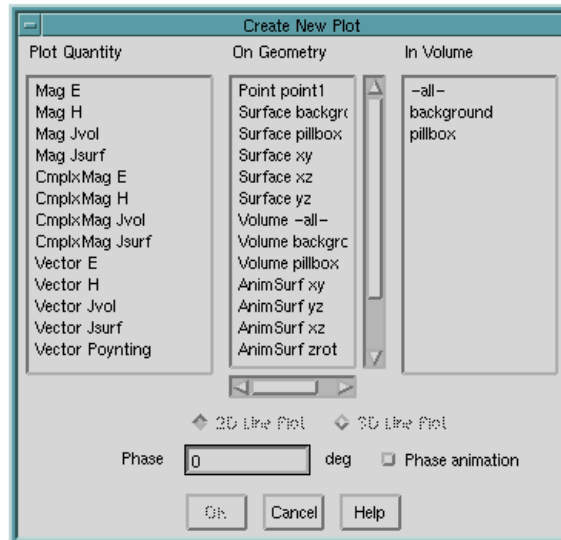 Create New Plot
Plot Quantity
On Geometry
In Volume
Mag E
Mag H
Mag Jvol
Mag Jsurf
CmplxMag E
CmplxMag H
CmplxMag Jvol
CmplxMag Jsurf
Vector E
Vector H
Vector Jvol
Vector Jsurf
Vector Poynting
Point point1
Surface backgr
Surface pillbox
Surface xy
Surface xz
Surface yz
Volume -all-
Volume backgrc
Volume pillbox
AnimSurf xy
AnimSurf yz
AnimSurf xz
AnimSurf zrot
-all-
background
pillbox
2D Line Plot
3D Line Plot
Phase
0
deg
Phase animation
OK
Cancel
Help